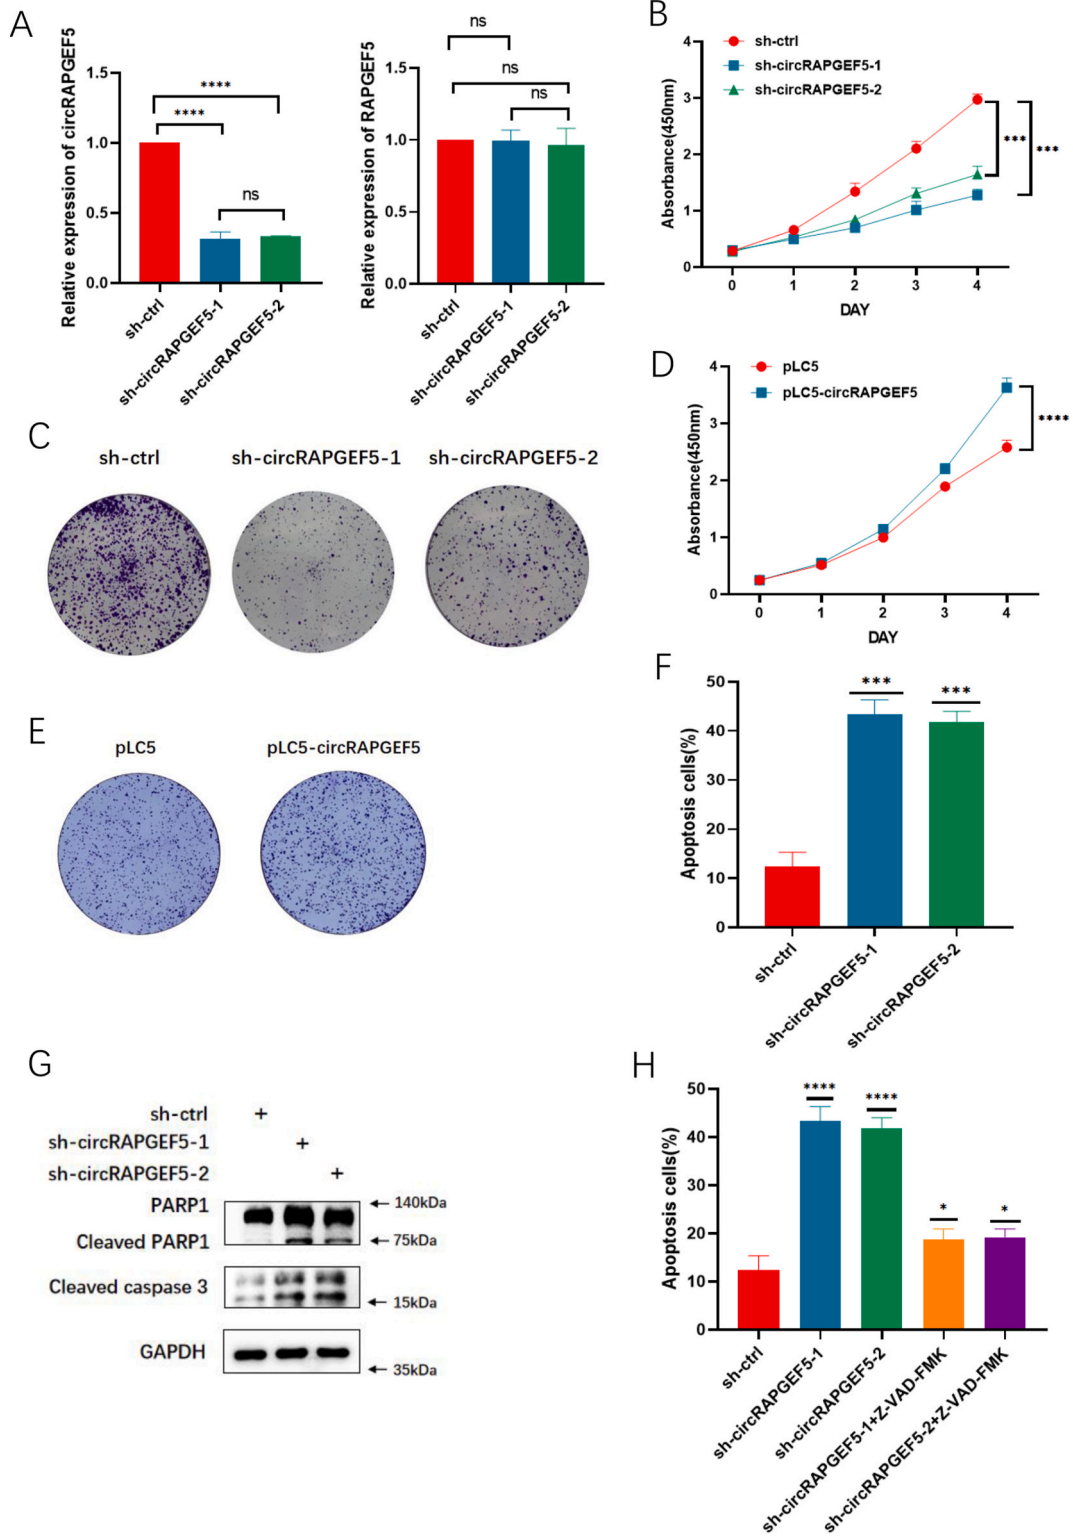 A
Relative expression of circRAPGEF5
1.5
1.0
0.5
0.0
****
****
ns
sh-ctrl
sh-circRAPGEF5-1
sh-circRAPGEF5-2
Relative expression of RAPGEF5
1.5
1.0
0.5
0.0
ns
ns
ns
sh-ctrl
sh-circRAPGEF5-1
sh-circRAPGEF5-2
B
Absorbance(450nm)
4
3
2
1
0
sh-ctrl
sh-circRAPGEF5-1
sh-circRAPGEF5-2
***
***
0 1 2 3 4
DAY
C
sh-ctrl
sh-circRAPGEF5-1
sh-circRAPGEF5-2
D
Absorbance(450nm)
4
3
2
1
0
pLC5
pLC5-circRAPGEF5
****
0 1 2 3 4
DAY
E
pLC5
pLC5-circRAPGEF5
F
Apoptosis cells(%)
50
40
30
20
10
0
***
***
sh-ctrl
sh-circRAPGEF5-1
sh-circRAPGEF5-2
G
sh-ctrl +
sh-circRAPGEF5-1 +
sh-circRAPGEF5-2 +
PARP1 ← 140kDa
Cleaved PARP1 ← 75kDa
Cleaved caspase 3
← 15kDa
GAPDH
← 35kDa
H
Apoptosis cells(%)
50
40
30
20
10
0
****
****
*
*
sh-ctrl
sh-circRAPGEF5-1
sh-circRAPGEF5-2
sh-circRAPGEF5-1+Z-VAD-FMK
sh-circRAPGEF5-2+Z-VAD-FMK